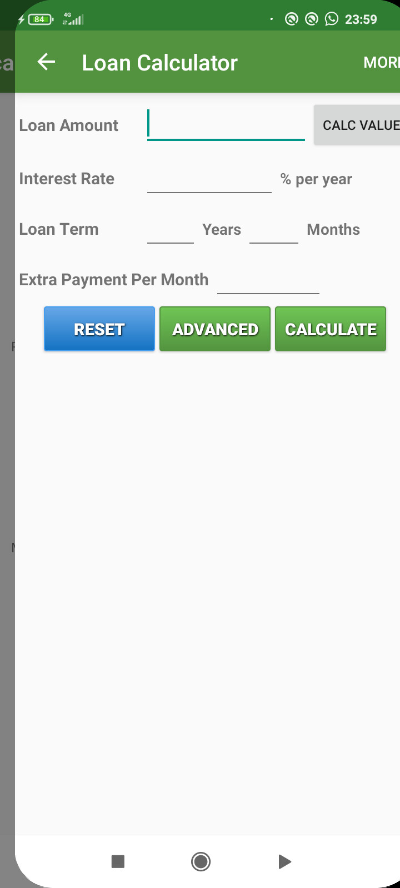 84 4G 23:59
ca Loan Calculator MORE
Loan Amount CALC VALUE
Interest Rate % per year
Loan Term Years Months
Extra Payment Per Month
RESET ADVANCED CALCULATE